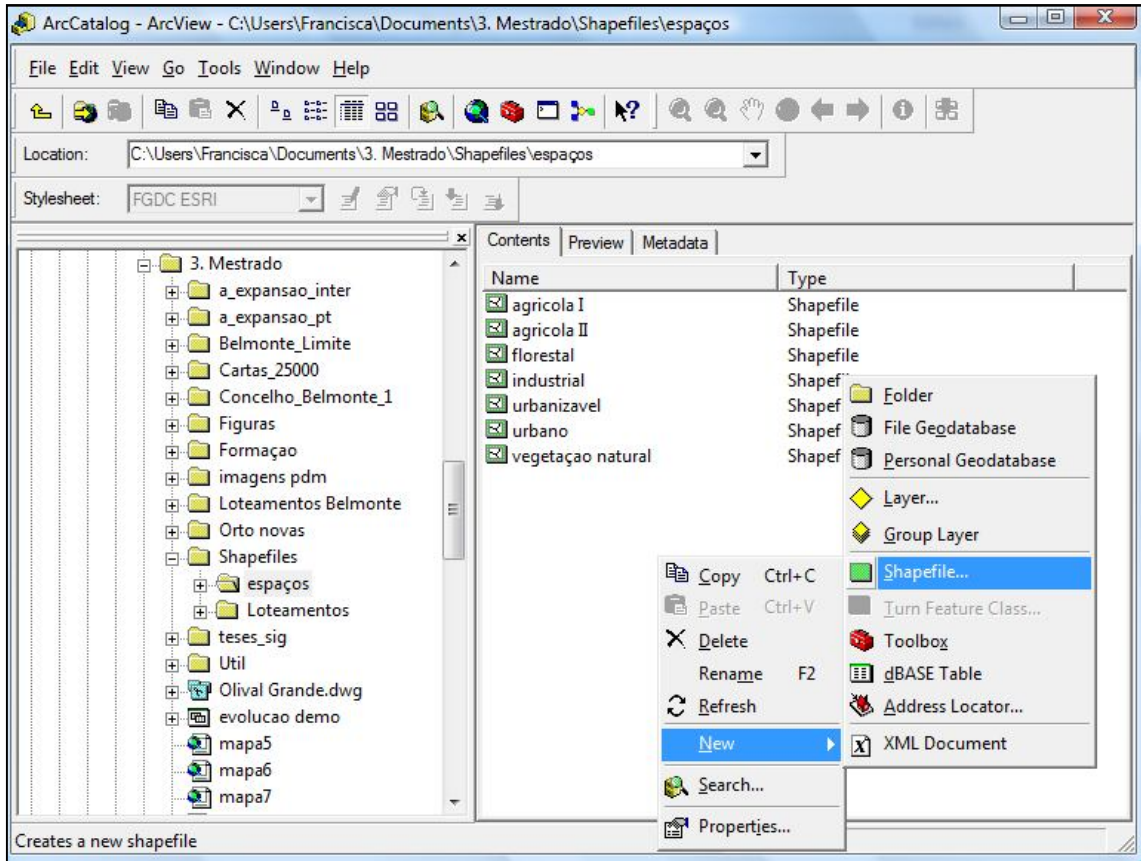 ArcCatalog - ArcView - C:\Users\Francisca\Documents\3. Mestrado\Shapefiles\espaços
File Edit View Go Tools Window Help
Location: C:\Users\Francisca\Documents\3. Mestrado\Shapefiles\espaços
Stylesheet: FGDC ESRI
3. Mestrado
a_expansao_inter
a_expansao_pt
Belmonte_Limite
Cartas_25000
Concelho_Belmonte_1
Figuras
Formaçao
imagens pdm
Loteamentos Belmonte
Orto novas
Shapefiles
espaços
Loteamentos
teses_sig
Util
Olival Grande.dwg
evolucao demo
mapa5
mapa6
mapa7
Contents Preview Metadata
Name Type
agricola I Shapefile
agricola II Shapefile
florestal Shapefile
industrial Shapefi
urbanizavel Shapef
urbano Shapef
vegetaçao natural Shapef
Copy Ctrl+C
Paste Ctrl+V
Delete
Rename F2
Refresh
New
Search...
Properties...
Folder
File Geodatabase
Personal Geodatabase
Layer...
Group Layer
Shapefile...
Turn Feature Class...
Toolbox
dBASE Table
Address Locator...
XML Document
Creates a new shapefile